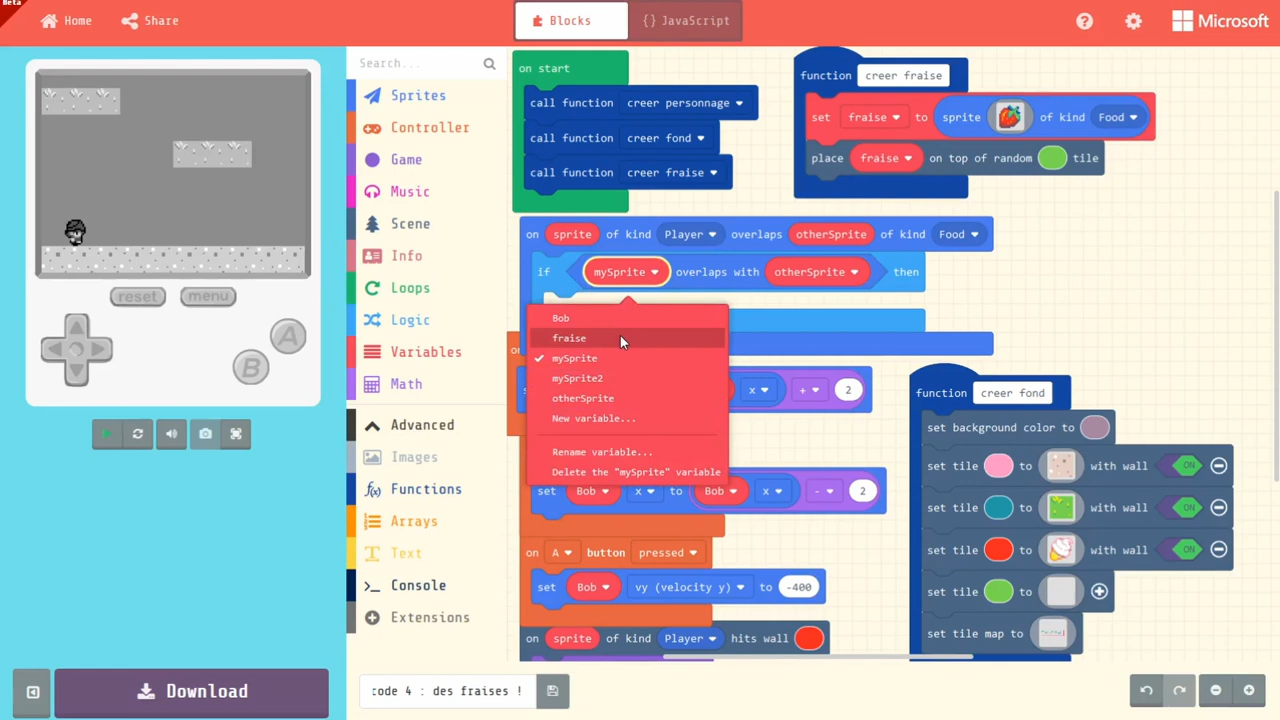 Beta
Home
Share
Blocks
{} JavaScript
Microsoft
reset
menu
A
B
Download
Search...
Sprites
Controller
Game
Music
Scene
Info
Loops
Logic
Variables
Math
Advanced
Images
Functions
Arrays
Text
Console
Extensions
on start
call function creer personnage
call function creer fond
call function creer fraise
function creer fraise
set fraise to sprite of kind Food
place fraise on top of random tile
on sprite of kind Player overlaps otherSprite of kind Food
if mySprite overlaps with otherSprite then
Bob
fraise
mySprite
mySprite2
otherSprite
New variable...
Rename variable...
Delete the "mySprite" variable
x + 2
set Bob x to Bob x - 2
on A button pressed
set Bob vy (velocity y) to -400
on sprite of kind Player hits wall
function creer fond
set background color to
set tile to with wall ON
set tile to with wall ON
set tile to with wall ON
set tile to
set tile map to
code 4 : des fraises !